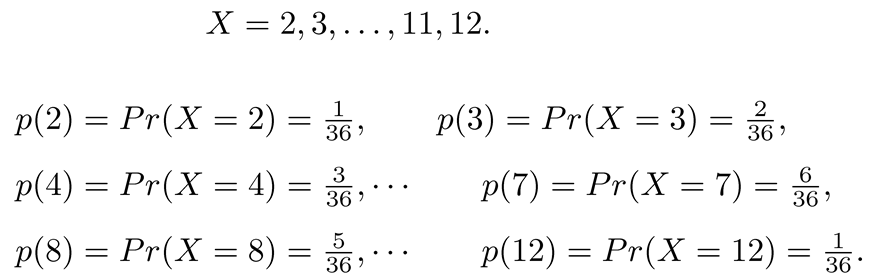 X = 2, 3, . . . , 11, 12.
p(2) = Pr(X = 2) = 1/36, p(3) = Pr(X = 3) = 2/36,
p(4) = Pr(X = 4) = 3/36, · · · p(7) = Pr(X = 7) = 6/36,
p(8) = Pr(X = 8) = 5/36, · · · p(12) = Pr(X = 12) = 1/36.